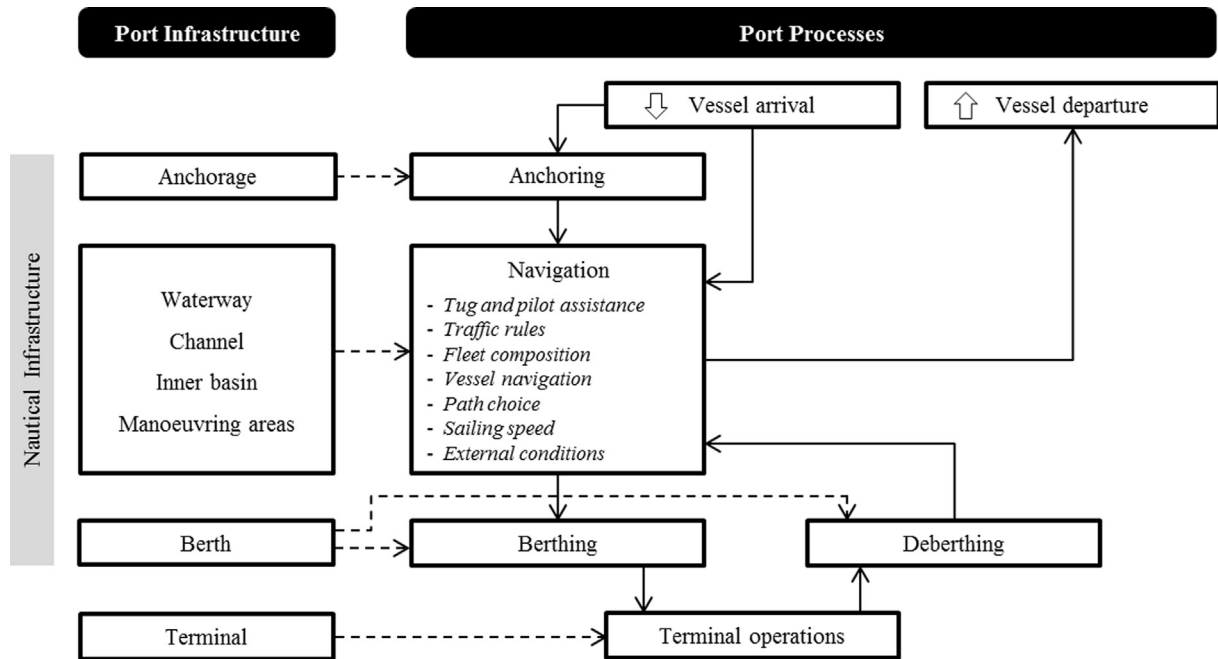 Port Infrastructure
Port Processes
Vessel arrival
Vessel departure
Nautical Infrastructure
Anchorage
Anchoring
Waterway
Channel
Inner basin
Manoeuvring areas
Navigation
- Tug and pilot assistance
- Traffic rules
- Fleet composition
- Vessel navigation
- Path choice
- Sailing speed
- External conditions
Berth
Berthing
Deberthing
Terminal
Terminal operations